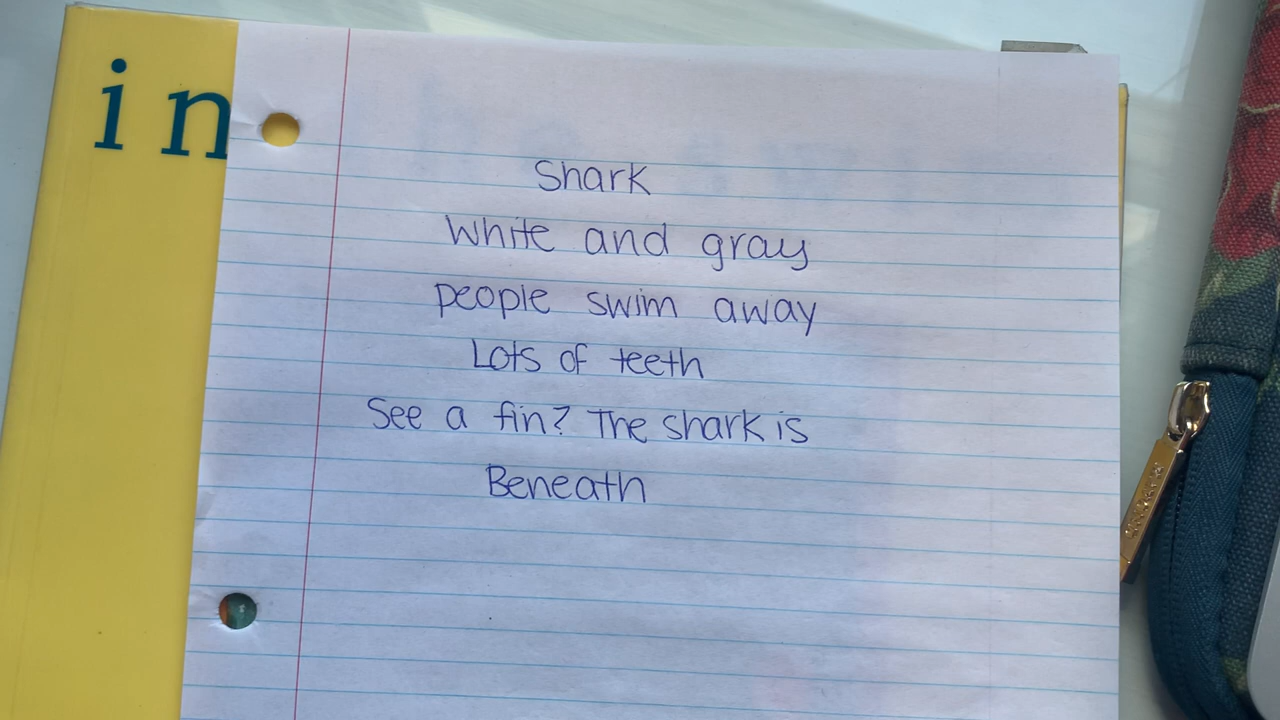 in
Shark
White and gray
People swim away
Lots of teeth
See a fin? The shark is
Beneath